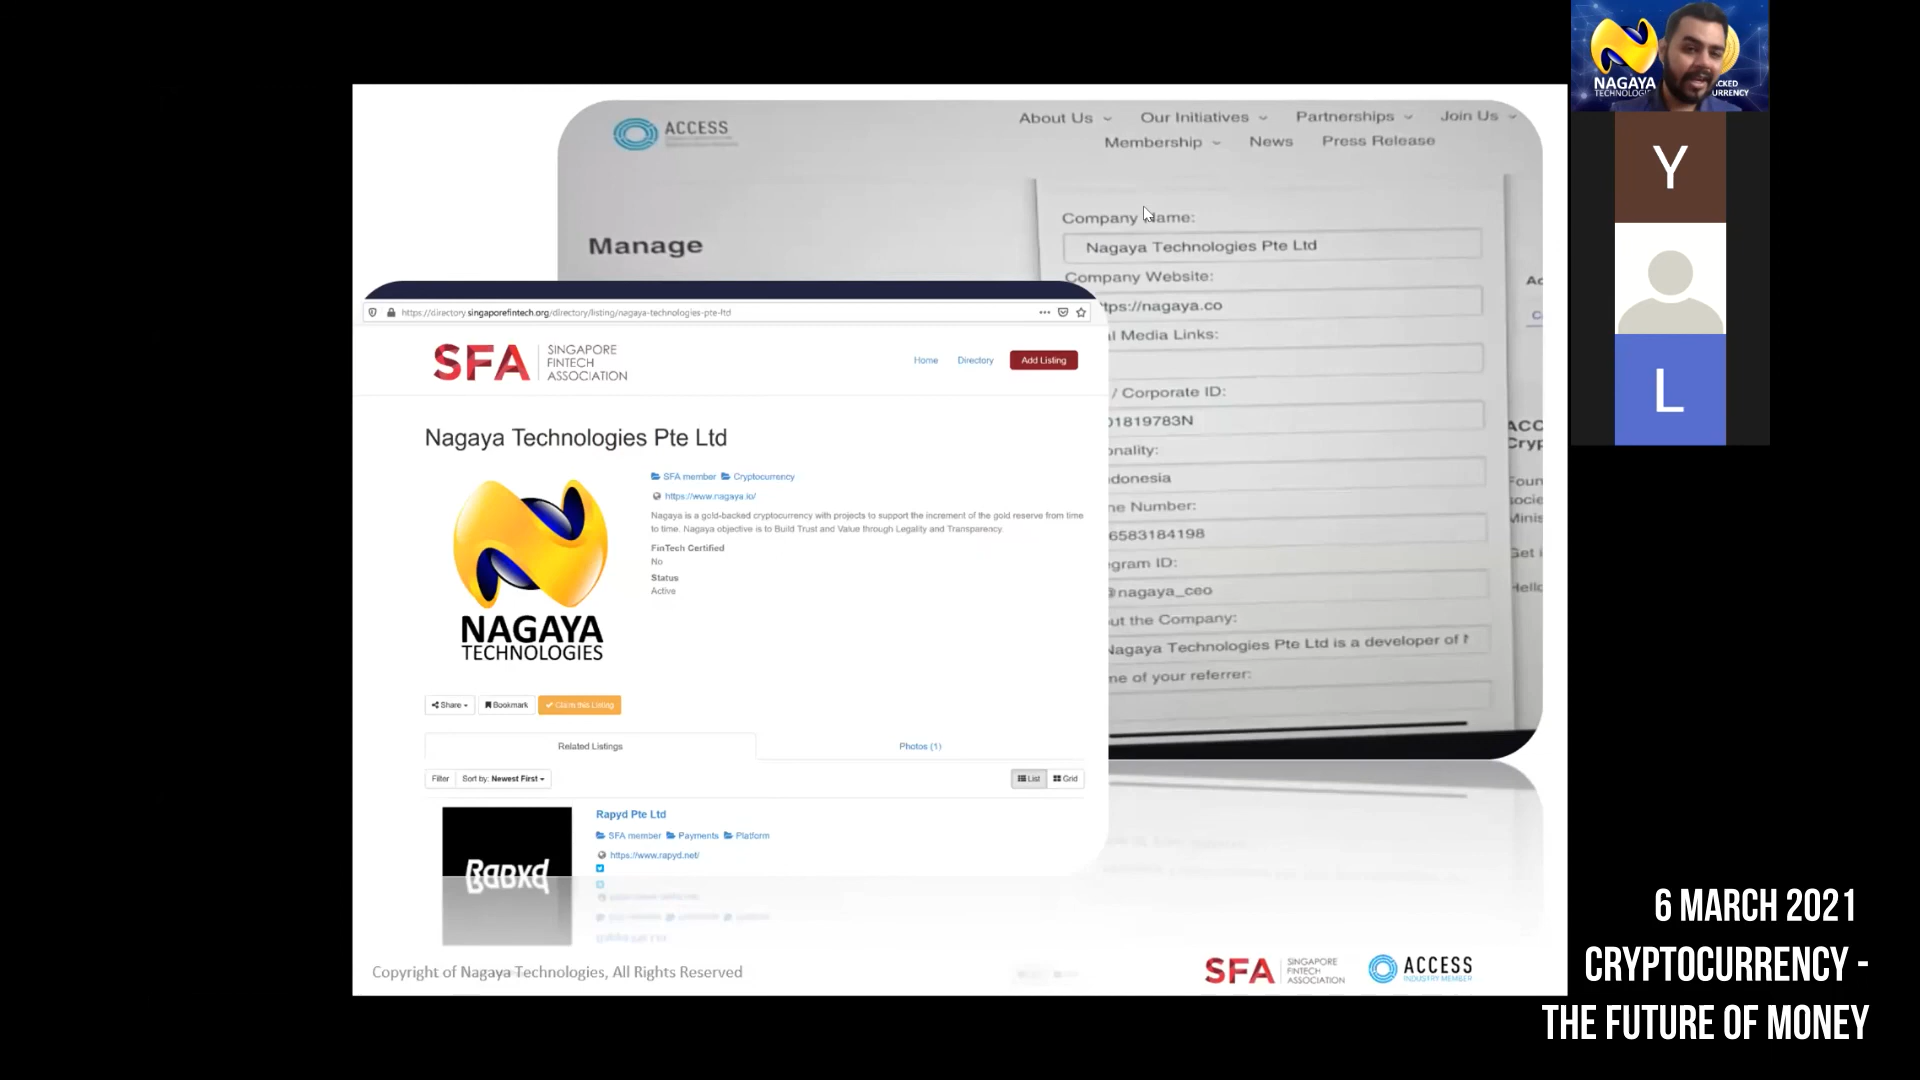 NAGAYA
TECHNOLOGIES
ACCESS
About Us
Our Initiatives
Partnerships
Join Us
Membership
News
Press Release
Manage
Company Name:
Nagaya Technologies Pte Ltd
Company Website:
tps://nagaya.co
l Media Links:
/ Corporate ID:
01819783N
onality:
donesia
ne Number:
6583184198
gram ID:
@nagaya_ceo
ut the Company:
Nagaya Technologies Pte Ltd is a developer of
me of your referrer:
https://directory.singaporefintech.org/directory/listing/nagaya-technologies-pte-ltd
SFA
SINGAPORE
FINTECH
ASSOCIATION
Home
Directory
Add Listing
Nagaya Technologies Pte Ltd
NAGAYA
TECHNOLOGIES
SFA member Cryptocurrency
https://www.nagaya.io/
Nagaya is a gold-backed cryptocurrency with projects to support the increment of the gold reserve from time
to time. Nagaya objective is to Build Trust and Value through Legality and Transparency.
FinTech Certified
No
Status
Active
Share
Bookmark
Claim this Listing
Related Listings
Photos (1)
Filter
Sort by: Newest First
List
Grid
Rapyd
Rapyd Pte Ltd
SFA member Payments Platform
https://www.rapyd.net/
Copyright of Nagaya Technologies, All Rights Reserved
SFA
SINGAPORE
FINTECH
ASSOCIATION
ACCESS
INDUSTRY MEMBER
Y
L
6 MARCH 2021
CRYPTOCURRENCY -
THE FUTURE OF MONEY